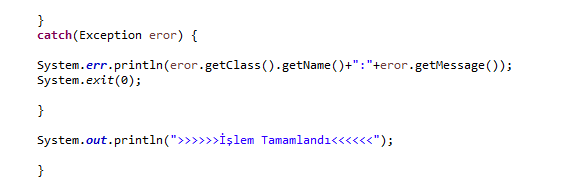 }
catch(Exception eror) {
System.err.println(eror.getClass().getName()+":"+eror.getMessage());
System.exit(0);
}
System.out.println(">>>>>>İşlem Tamamlandı<<<<<<");
}